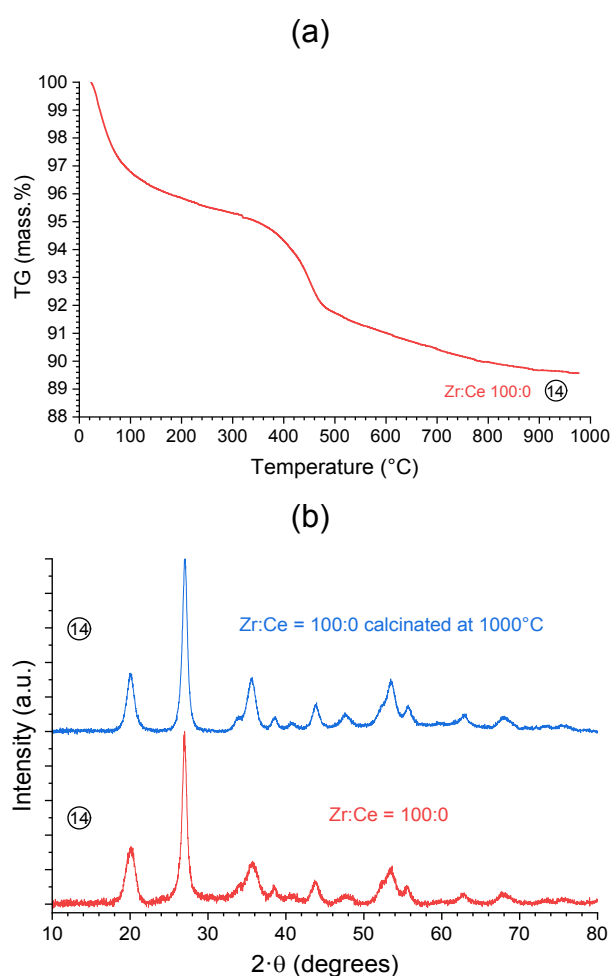 (a)
100
99
98
97
96
95
94
93
92
91
90
89
88
TG (mass.%)
Zr:Ce 100:0 14
0 100 200 300 400 500 600 700 800 900 1000
Temperature (°C)
(b)
14 Zr:Ce = 100:0 calcinated at 1000°C
14 Zr:Ce = 100:0
Intensity (a.u.)
10 20 30 40 50 60 70 80
2·θ (degrees)